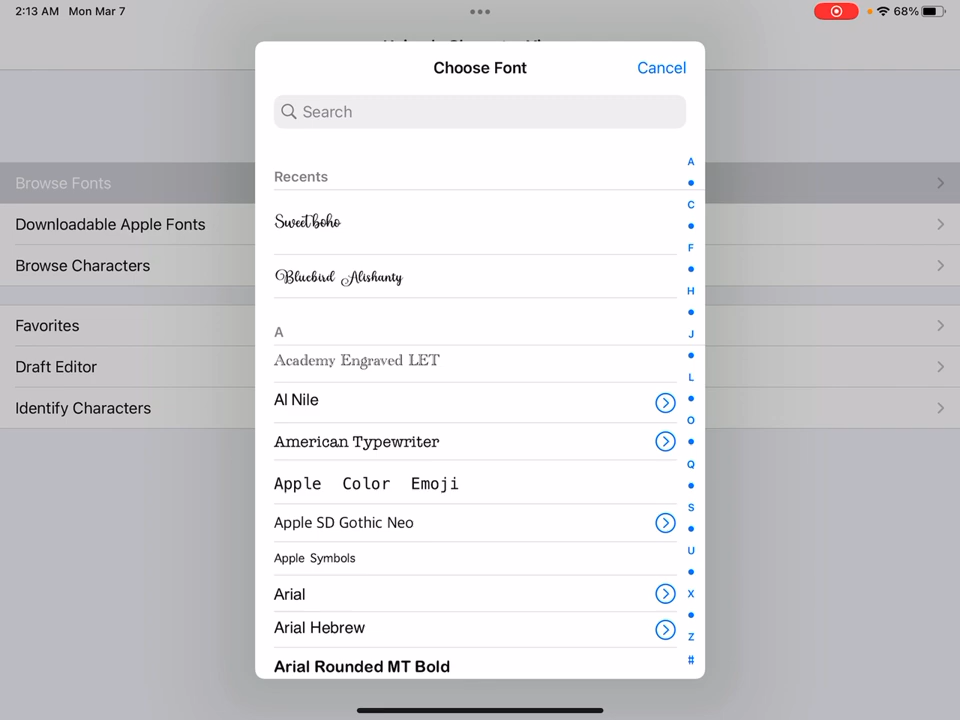 2:13 AM Mon Mar 7
68%
Choose Font
Cancel
Search
Recents
Sweetboho
Bluebird Alishanty
A
Academy Engraved LET
Al Nile
American Typewriter
Apple Color Emoji
Apple SD Gothic Neo
Apple Symbols
Arial
Arial Hebrew
Arial Rounded MT Bold
A
C
F
H
J
L
O
Q
S
U
X
Z
#
Browse Fonts
Downloadable Apple Fonts
Browse Characters
Favorites
Draft Editor
Identify Characters